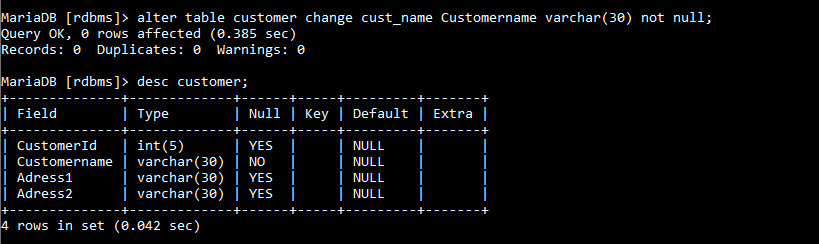 MariaDB [rdbms]> alter table customer change cust_name Customername varchar(30) not null;
Query OK, 0 rows affected (0.385 sec)
Records: 0  Duplicates: 0  Warnings: 0

MariaDB [rdbms]> desc customer;
+--------------+-------------+------+-----+---------+-------+
| Field        | Type        | Null | Key | Default | Extra |
+--------------+-------------+------+-----+---------+-------+
| CustomerId   | int(5)      | YES  |     | NULL    |       |
| Customername | varchar(30) | NO   |     | NULL    |       |
| Adress1      | varchar(30) | YES  |     | NULL    |       |
| Adress2      | varchar(30) | YES  |     | NULL    |       |
+--------------+-------------+------+-----+---------+-------+
4 rows in set (0.042 sec)